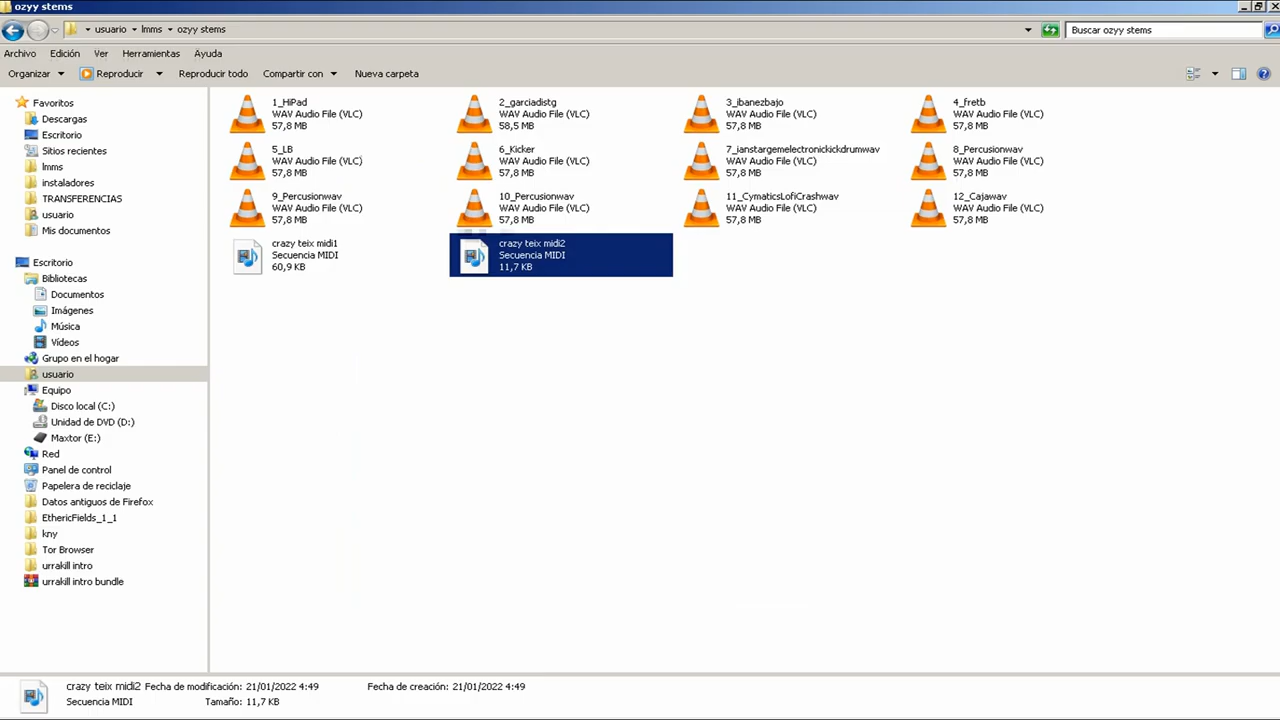 ozyy stems
usuario lmms ozyy stems
Buscar ozyy stems
Archivo Edición Ver Herramientas Ayuda
Organizar Reproducir Reproducir todo Compartir con Nueva carpeta
Favoritos
Descargas
Escritorio
Sitios recientes
lmms
instaladores
TRANSFERENCIAS
usuario
Mis documentos
Escritorio
Bibliotecas
Documentos
Imágenes
Música
Vídeos
Grupo en el hogar
usuario
Equipo
Disco local (C:)
Unidad de DVD (D:)
Maxtor (E:)
Red
Panel de control
Papelera de reciclaje
Datos antiguos de Firefox
EthericFields_1_1
kny
Tor Browser
urrakill intro
urrakill intro bundle
1_HiPad
WAV Audio File (VLC)
57,8 MB
2_garciadistg
WAV Audio File (VLC)
58,5 MB
3_ibanezbajo
WAV Audio File (VLC)
57,8 MB
4_fretb
WAV Audio File (VLC)
57,8 MB
5_LB
WAV Audio File (VLC)
57,8 MB
6_Kicker
WAV Audio File (VLC)
57,8 MB
7_ianstargemelectronickickdrumwav
WAV Audio File (VLC)
57,8 MB
8_Percusionwav
WAV Audio File (VLC)
57,8 MB
9_Percusionwav
WAV Audio File (VLC)
57,8 MB
10_Percusionwav
WAV Audio File (VLC)
57,8 MB
11_CymaticsLofiCrashwav
WAV Audio File (VLC)
57,8 MB
12_Cajawav
WAV Audio File (VLC)
57,8 MB
crazy teix midi1
Secuencia MIDI
60,9 KB
crazy teix midi2
Secuencia MIDI
11,7 KB
crazy teix midi2 Fecha de modificación: 21/01/2022 4:49 Fecha de creación: 21/01/2022 4:49
Secuencia MIDI Tamaño: 11,7 KB